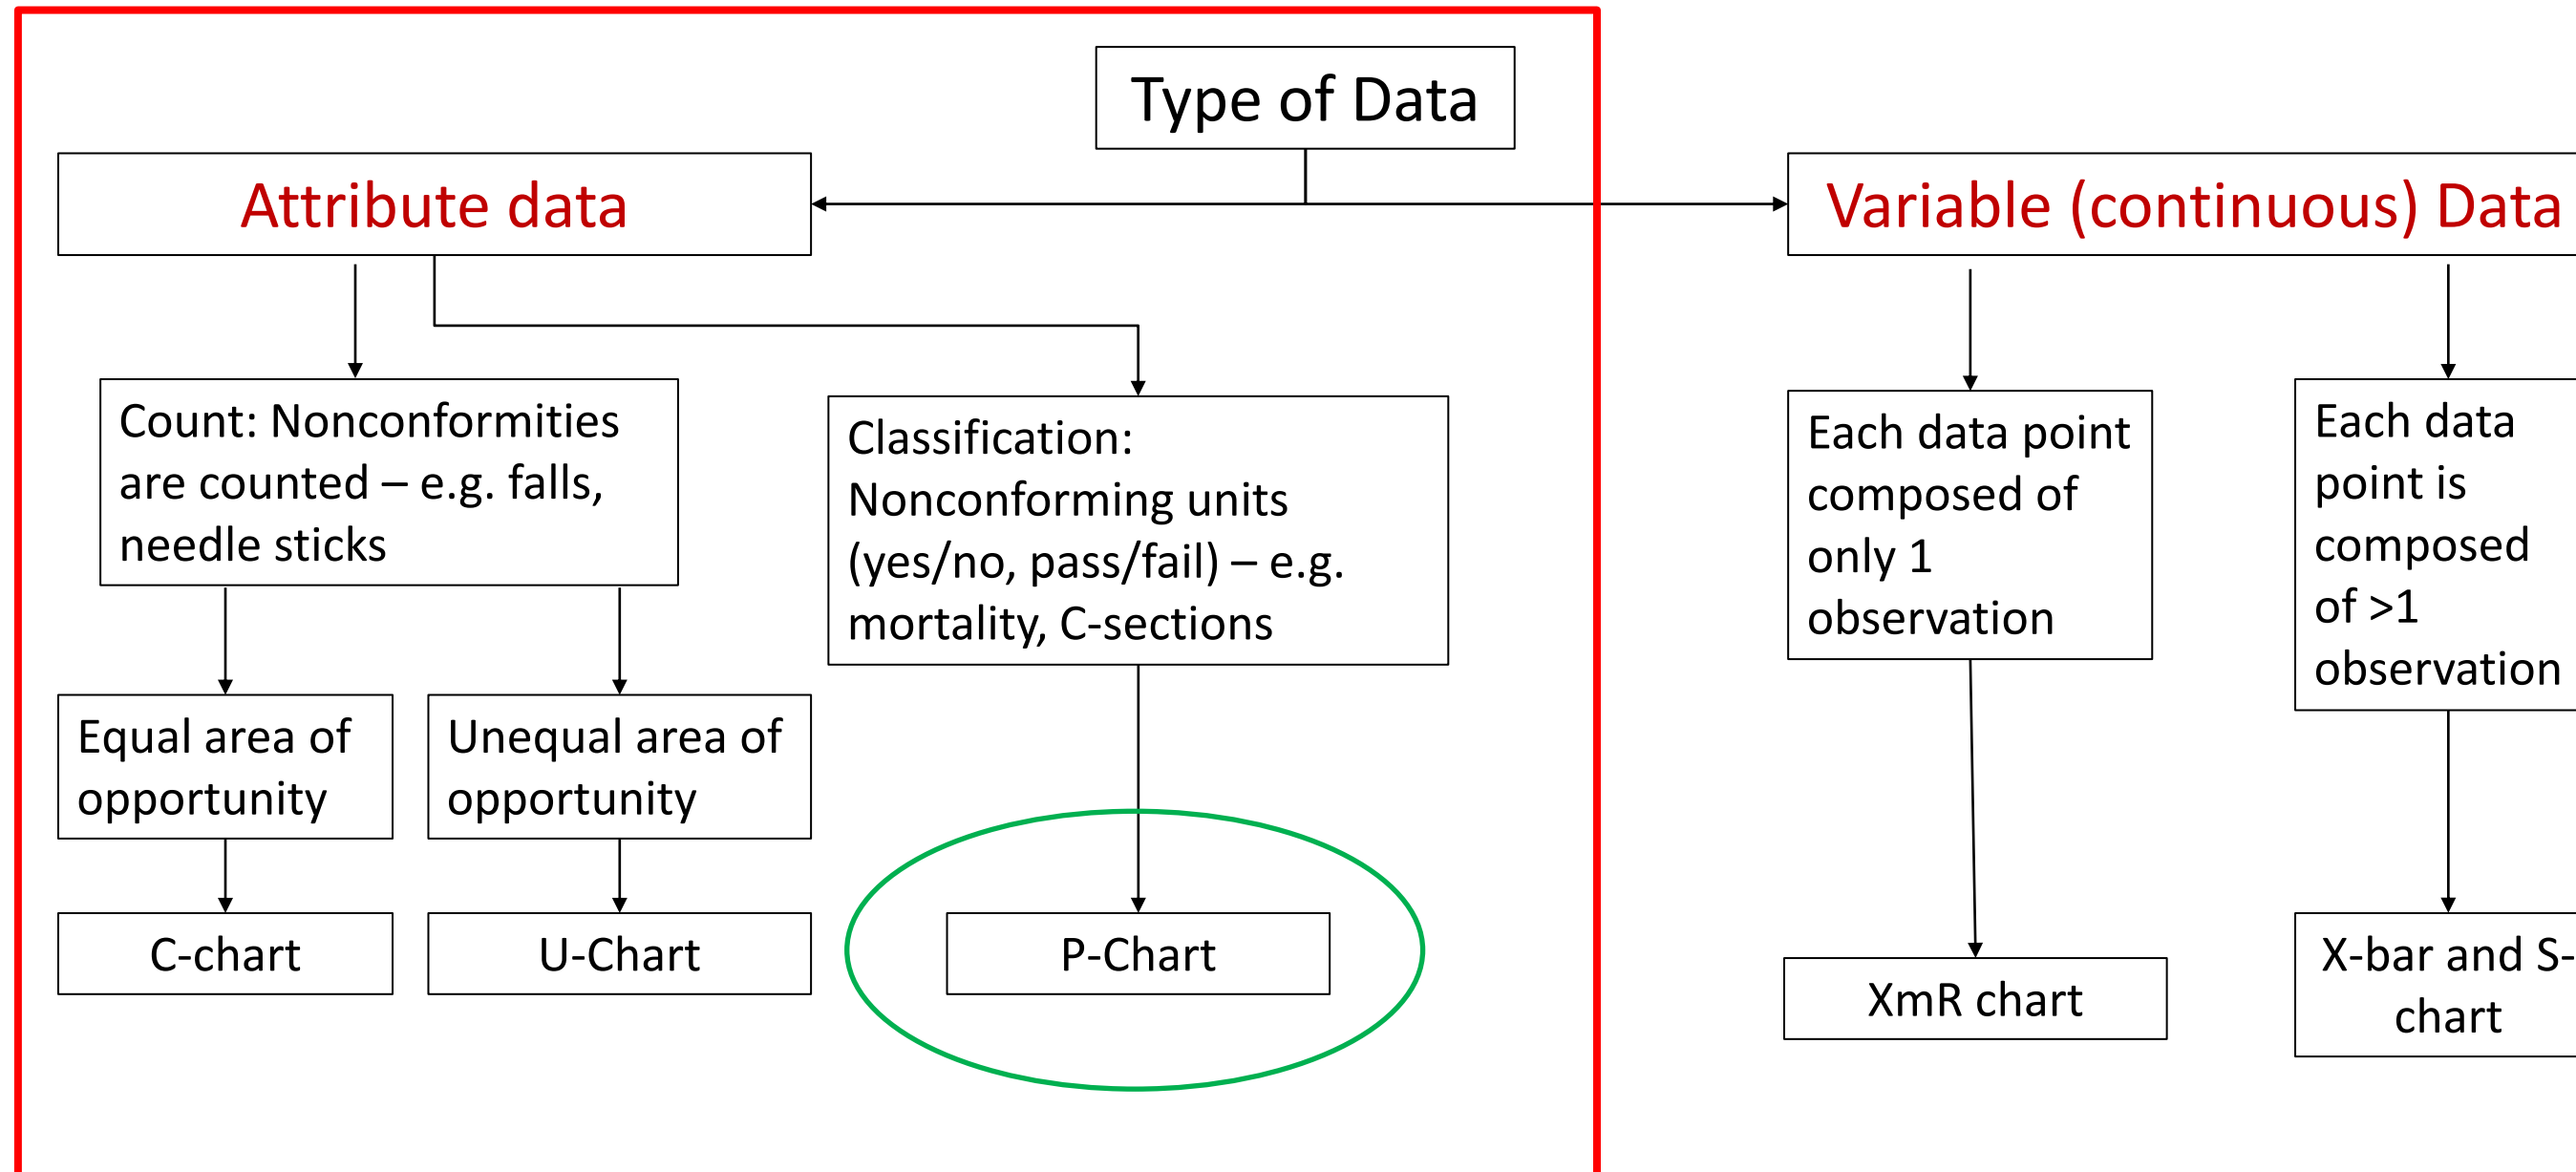 Type of Data
Attribute data
Variable (continuous) Data
Count: Nonconformities
are counted – e.g. falls,
needle sticks
Classification:
Nonconforming units
(yes/no, pass/fail) – e.g.
mortality, C-sections
Each data point
composed of
only 1
observation
Each data
point is
composed
of >1
observation
Equal area of
opportunity
Unequal area of
opportunity
C-chart
U-Chart
P-Chart
XmR chart
X-bar and S-
chart